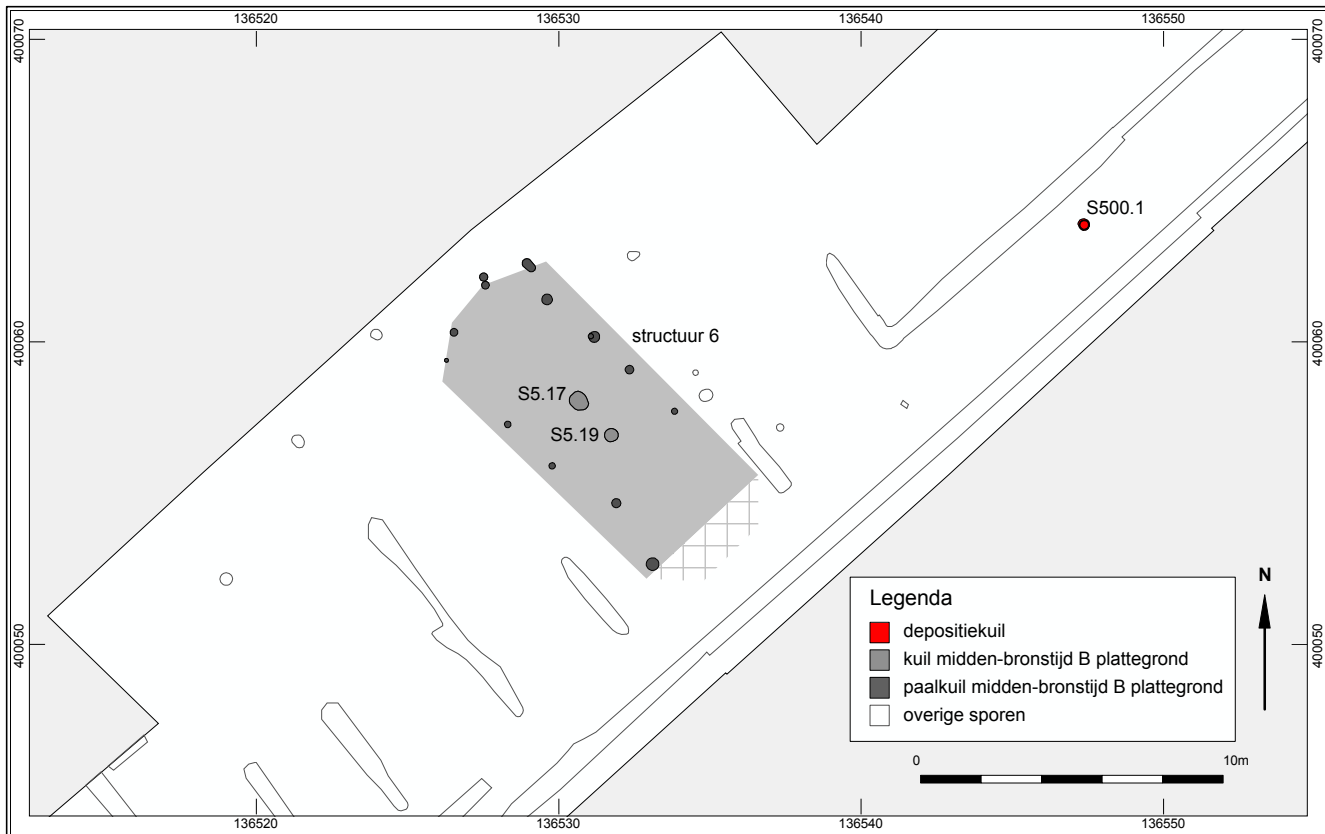 136520
136530
136540
136550
400070
400070
S500.1
400060
structuur 6
400060
S5.17
S5.19
400050
Legenda
depositiekuil
kuil midden-bronstijd B plattegrond
paalkuil midden-bronstijd B plattegrond
overige sporen
N
400050
0
10m
136520
136530
136540
136550